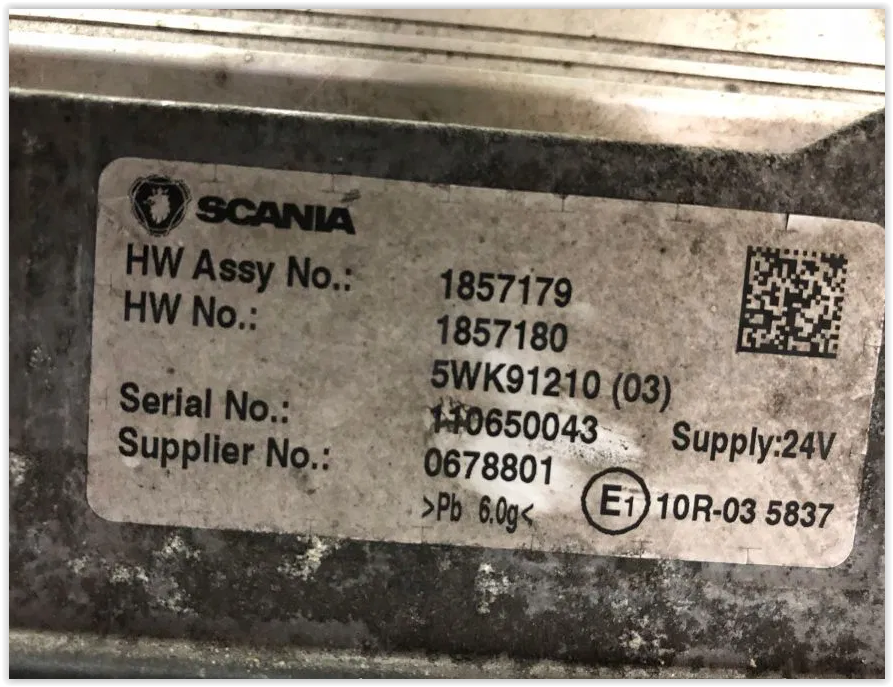 SCANIA
HW Assy No.: 1857179
HW No.: 1857180
5WK91210 (03)
Serial No.: 110650043 Supply:24V
Supplier No.: 0678801
>Pb 6.0g< E1 10R-03 5837